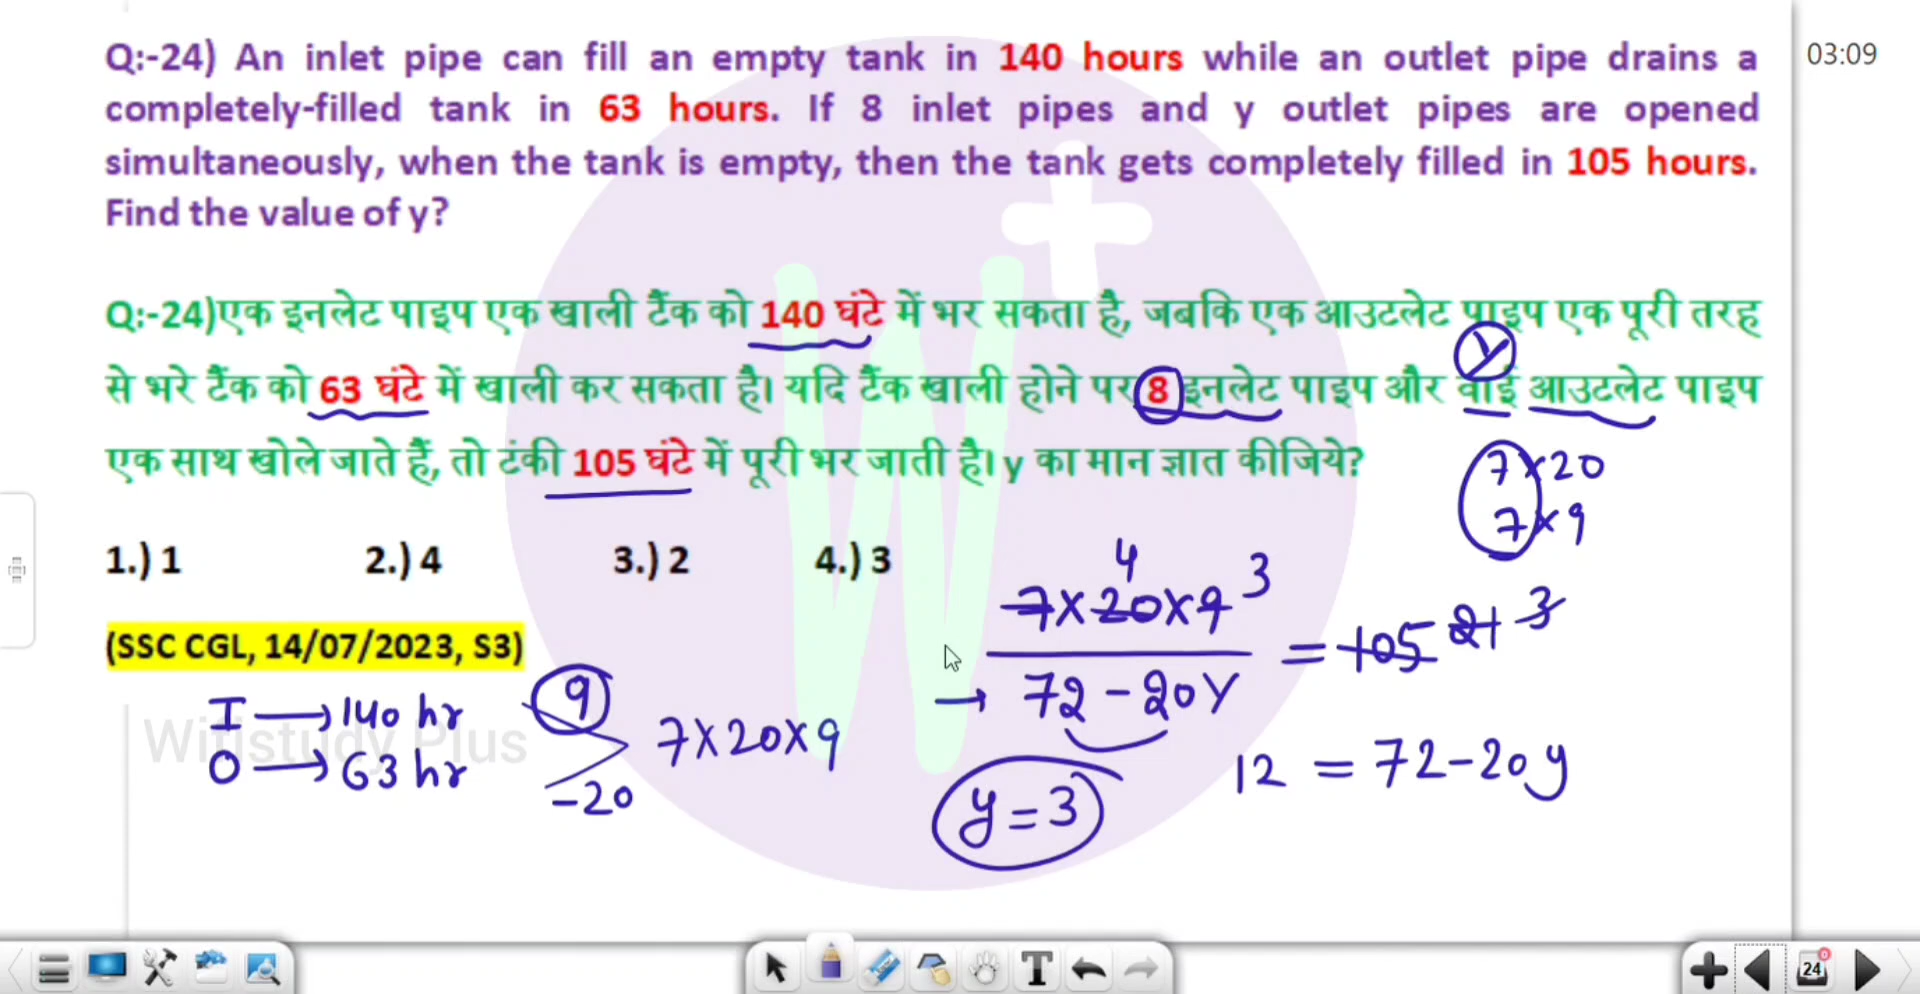 Q:-24) An inlet pipe can fill an empty tank in 140 hours while an outlet pipe drains a
03:09
completely-filled tank in 63 hours. If 8 inlet pipes and y outlet pipes are opened
simultaneously, when the tank is empty, then the tank gets completely filled in 105 hours.
Find the value of y?
Q:-24)एक इनलेट पाइप एक खाली टैंक को 140 घंटे में भर सकता है, जबकि एक आउटलेट पाइप एक पूरी तरह
y
से भरे टैंक को 63 घंटे में खाली कर सकता है। यदि टैंक खाली होने पर 8 इनलेट पाइप और वाई आउटलेट पाइप
एक साथ खोले जाते हैं, तो टंकी 105 घंटे में पूरी भर जाती है। y का मान ज्ञात कीजिये?
7×20
7×9
1.) 1 2.) 4 3.) 2 4.) 3
4 3
7×20×9 = 105 21 3
72-20Y
(SSC CGL, 14/07/2023, S3)
I → 140 hr 9
O → 63 hr -20
7×20×9
Wifistudy Plus
12 = 72-20y
y=3
24